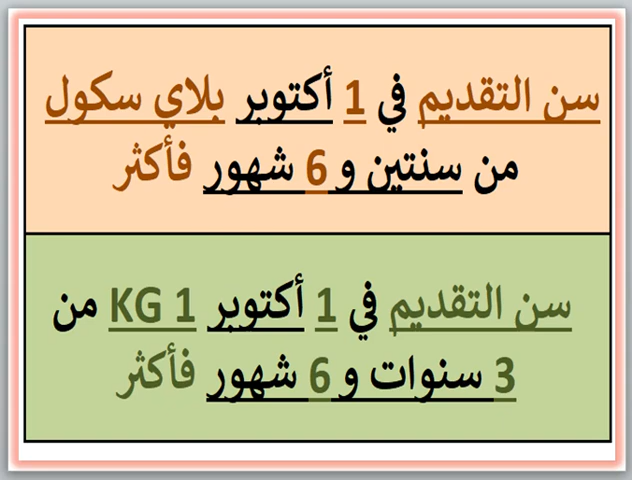 سن التقديم في 1 أكتوبر بلاي سكول
من سنتين و 6 شهور فأكثر
سن التقديم في 1 أكتوبر KG 1 من
3 سنوات و 6 شهور فأكثر